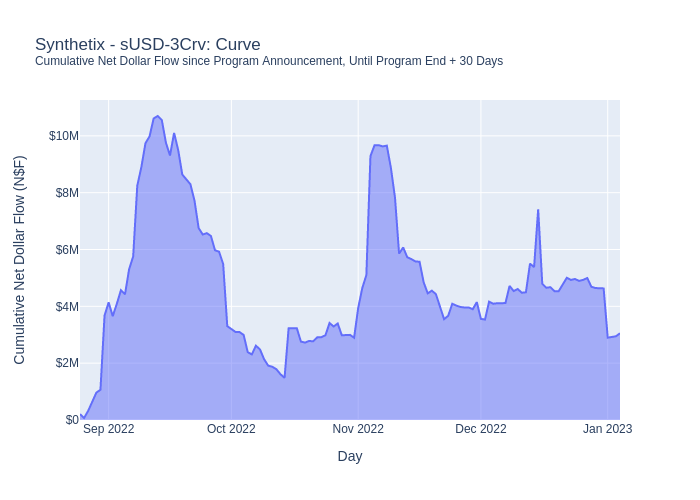 Synthetix - sUSD-3Crv: Curve
Cumulative Net Dollar Flow since Program Announcement, Until Program End + 30 Days
Cumulative Net Dollar Flow (N$F)
$10M
$8M
$6M
$4M
$2M
$0
Sep 2022
Oct 2022
Nov 2022
Dec 2022
Jan 2023
Day